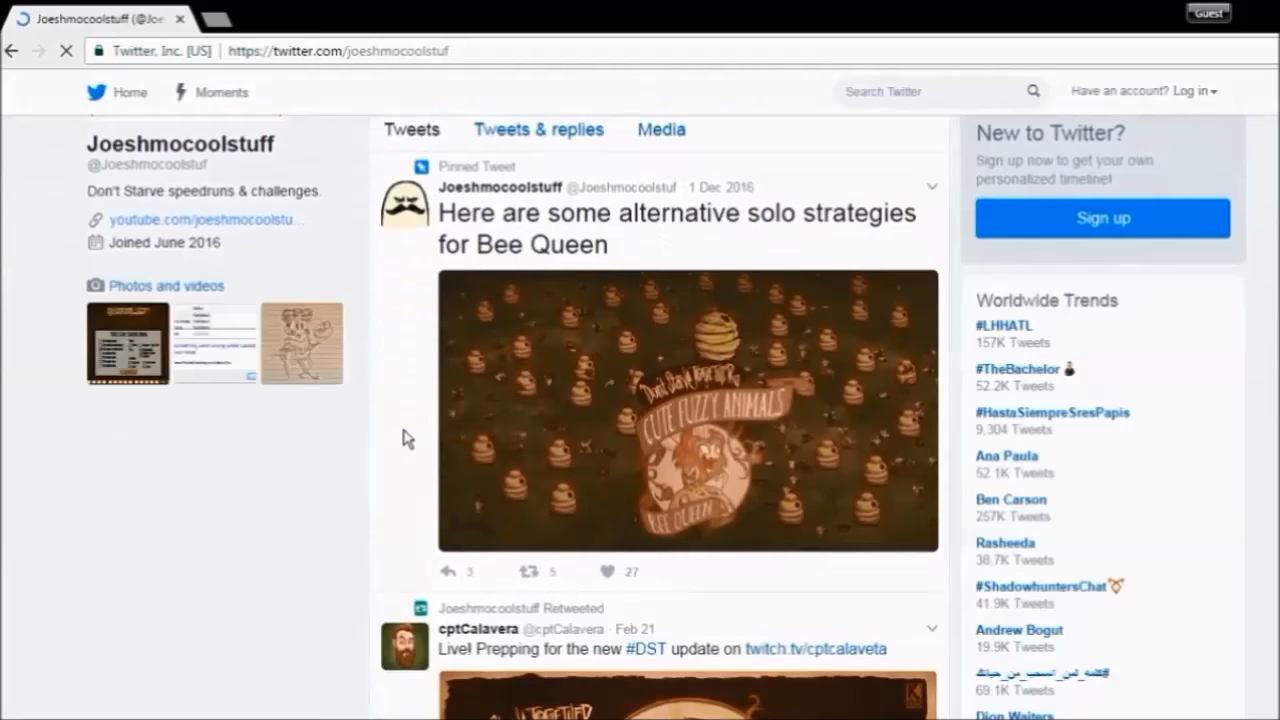 Joeshmocoolstuff (@Joe
Guest
Twitter, Inc. [US] https://twitter.com/joeshmocoolstuf
Home Moments Search Twitter Have an account? Log in
Joeshmocoolstuff
@Joeshmocoolstuf
Don't Starve speedruns & challenges.
youtube.com/joeshmocoolstu...
Joined June 2016
Photos and videos
Tweets Tweets & replies Media
Pinned Tweet
Joeshmocoolstuff @Joeshmocoolstuf · 1 Dec 2016
Here are some alternative solo strategies
for Bee Queen
Don't Starve Together
CUTE FUZZY ANIMALS
BEE QUEEN
3 5 27
Joeshmocoolstuff Retweeted
cptCalavera @cptCalavera · Feb 21
Live! Prepping for the new #DST update on twitch.tv/cptcalaveta
New to Twitter?
Sign up now to get your own
personalized timeline!
Sign up
Worldwide Trends
#LHHATL
157K Tweets
#TheBachelor
52.2K Tweets
#HastaSiempreSresPapis
9,304 Tweets
Ana Paula
52.1K Tweets
Ben Carson
257K Tweets
Rasheeda
38.7K Tweets
#ShadowhuntersChat
41.9K Tweets
Andrew Bogut
19.9K Tweets
69.1K Tweets
Dion Waiters